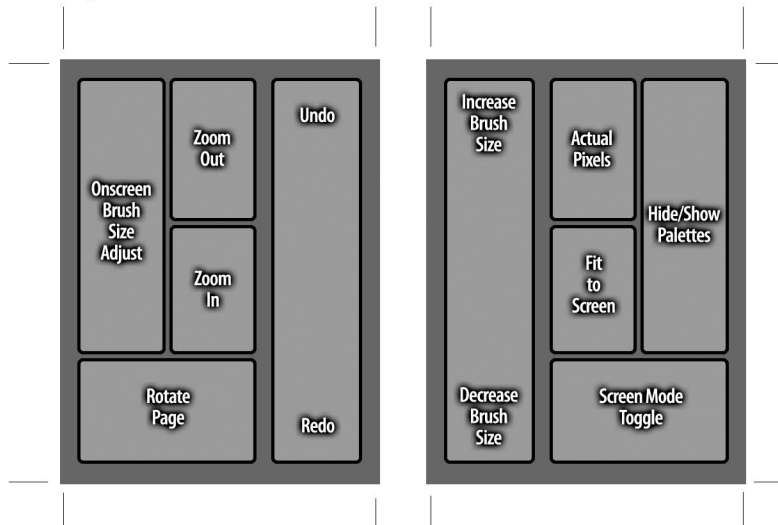 Onscreen
Brush
Size
Adjust
Zoom
Out
Zoom
In
Rotate
Page
Undo
Redo
Increase
Brush
Size
Decrease
Brush
Size
Actual
Pixels
Fit
to
Screen
Hide/Show
Palettes
Screen Mode
Toggle